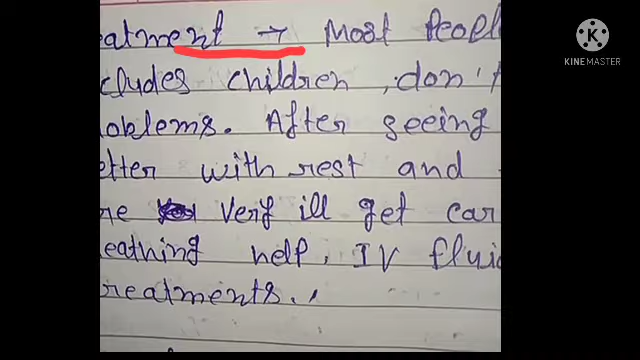 eatment → Most Peopl
cludes children, don't
oblems. After seeing
etter with rest and
re Very ill get car
eathing help, IV fluid
reatments.
KINEMASTER